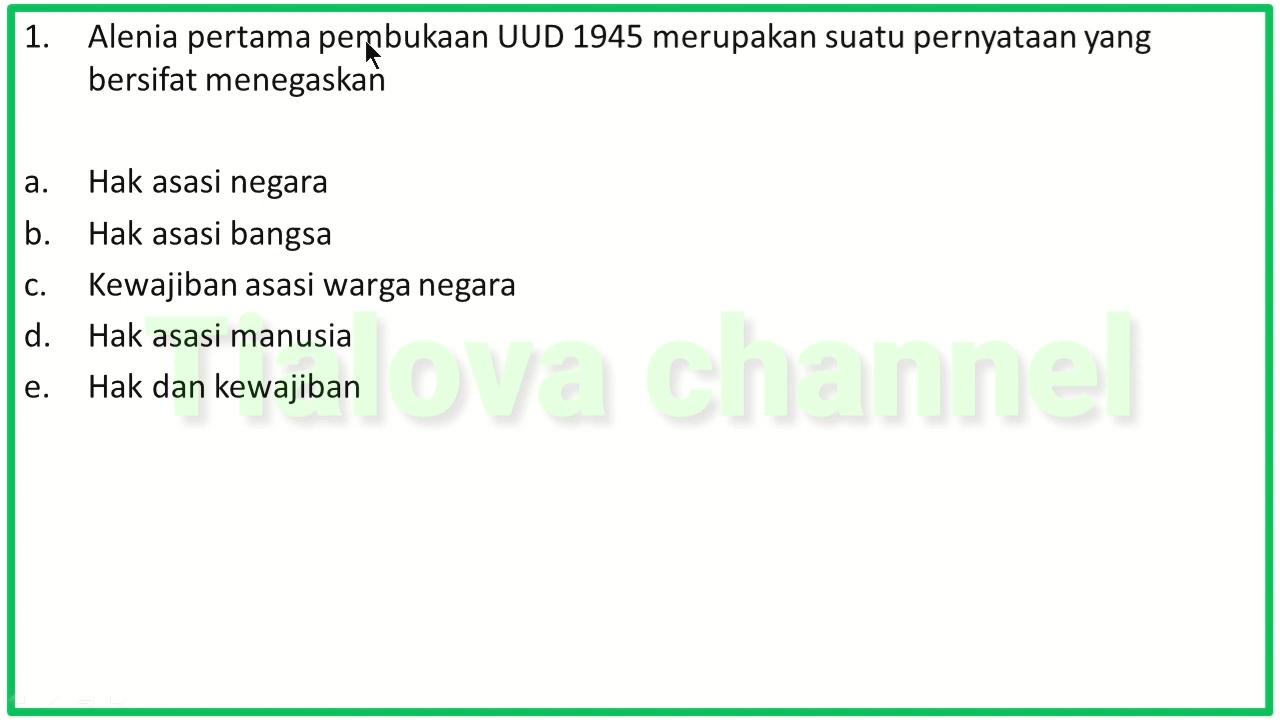 1. Alenia pertama pembukaan UUD 1945 merupakan suatu pernyataan yang
bersifat menegaskan
a. Hak asasi negara
b. Hak asasi bangsa
c. Kewajiban asasi warga negara
d. Hak asasi manusia
e. Hak dan kewajiban
Tialova channel